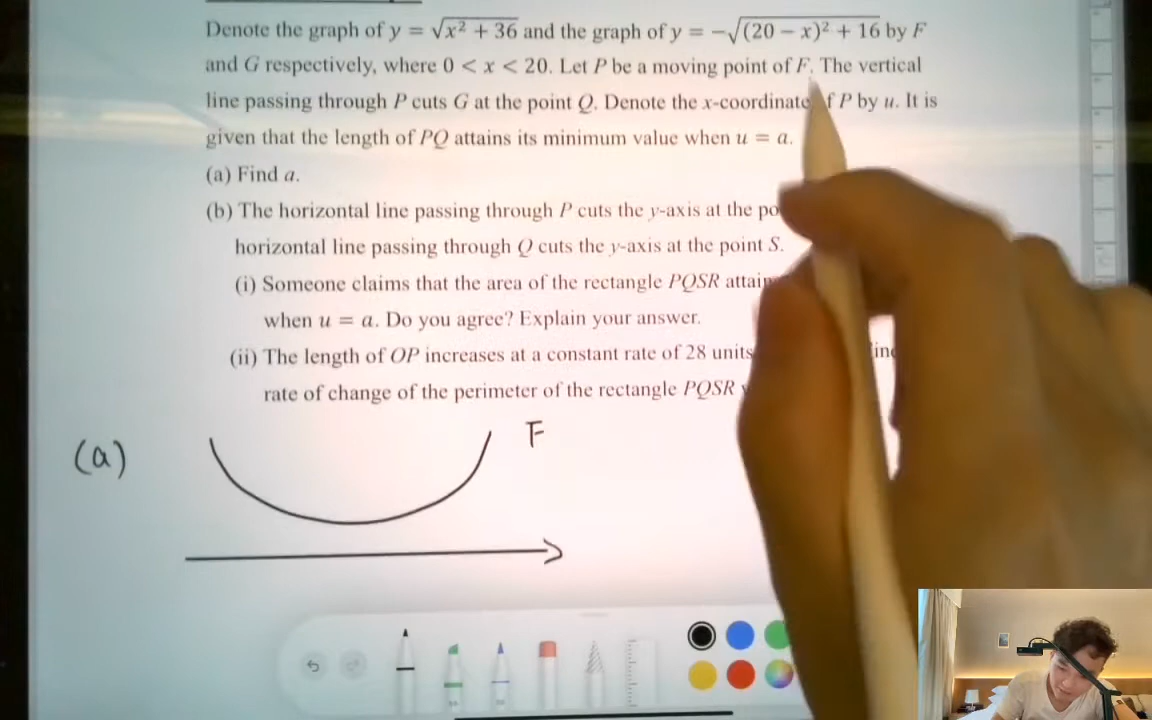 Denote the graph of y = √(x² + 36) and the graph of y = −√((20 − x)² + 16) by F
and G respectively, where 0 < x < 20. Let P be a moving point of F. The vertical
line passing through P cuts G at the point Q. Denote the x-coordinate f P by u. It is
given that the length of PQ attains its minimum value when u = a.
(a) Find a.
(b) The horizontal line passing through P cuts the y-axis at the
horizontal line passing through Q cuts the y-axis at the point S.
(i) Someone claims that the area of the rectangle PQSR
when u = a. Do you agree? Explain your answer.
(ii) The length of OP increases at a constant rate of 28 units
rate of change of the perimeter of the rectangle PQSR
(a)
F